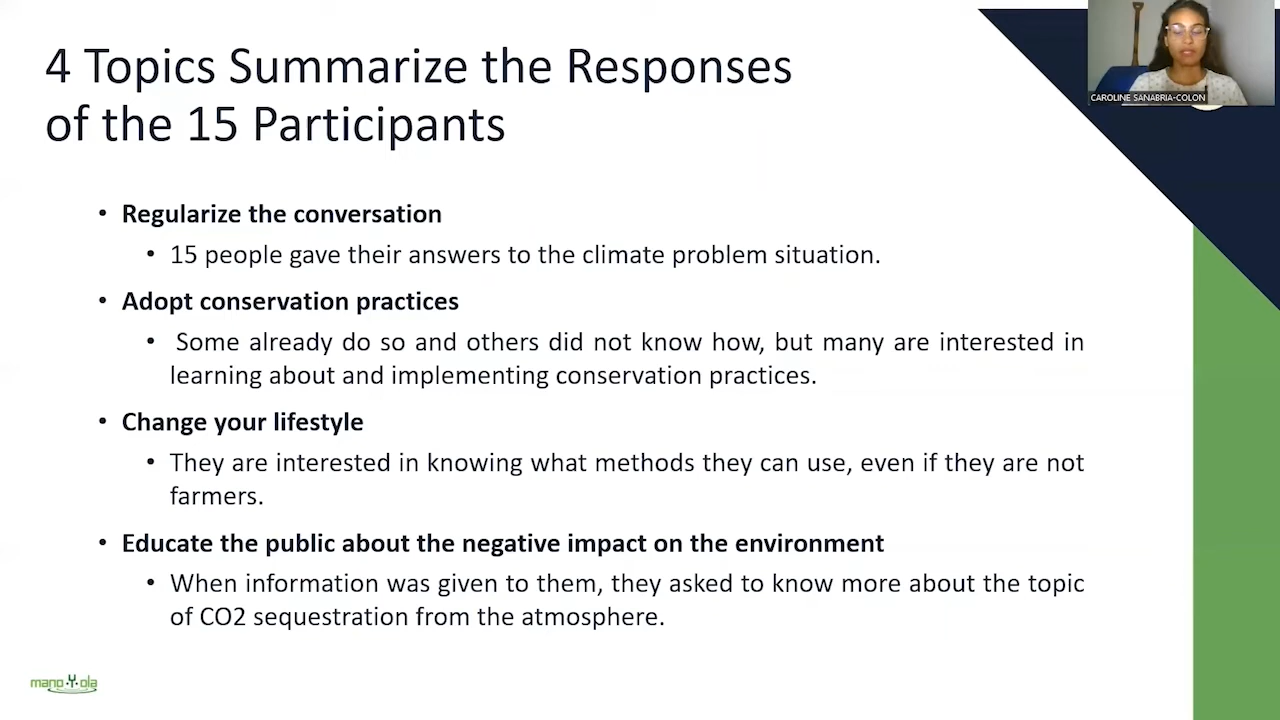 4 Topics Summarize the Responses
of the 15 Participants
CAROLINE SANABRIA-COLON
• Regularize the conversation
• 15 people gave their answers to the climate problem situation.
• Adopt conservation practices
• Some already do so and others did not know how, but many are interested in
learning about and implementing conservation practices.
• Change your lifestyle
• They are interested in knowing what methods they can use, even if they are not
farmers.
• Educate the public about the negative impact on the environment
• When information was given to them, they asked to know more about the topic
of CO2 sequestration from the atmosphere.
mano Y ola